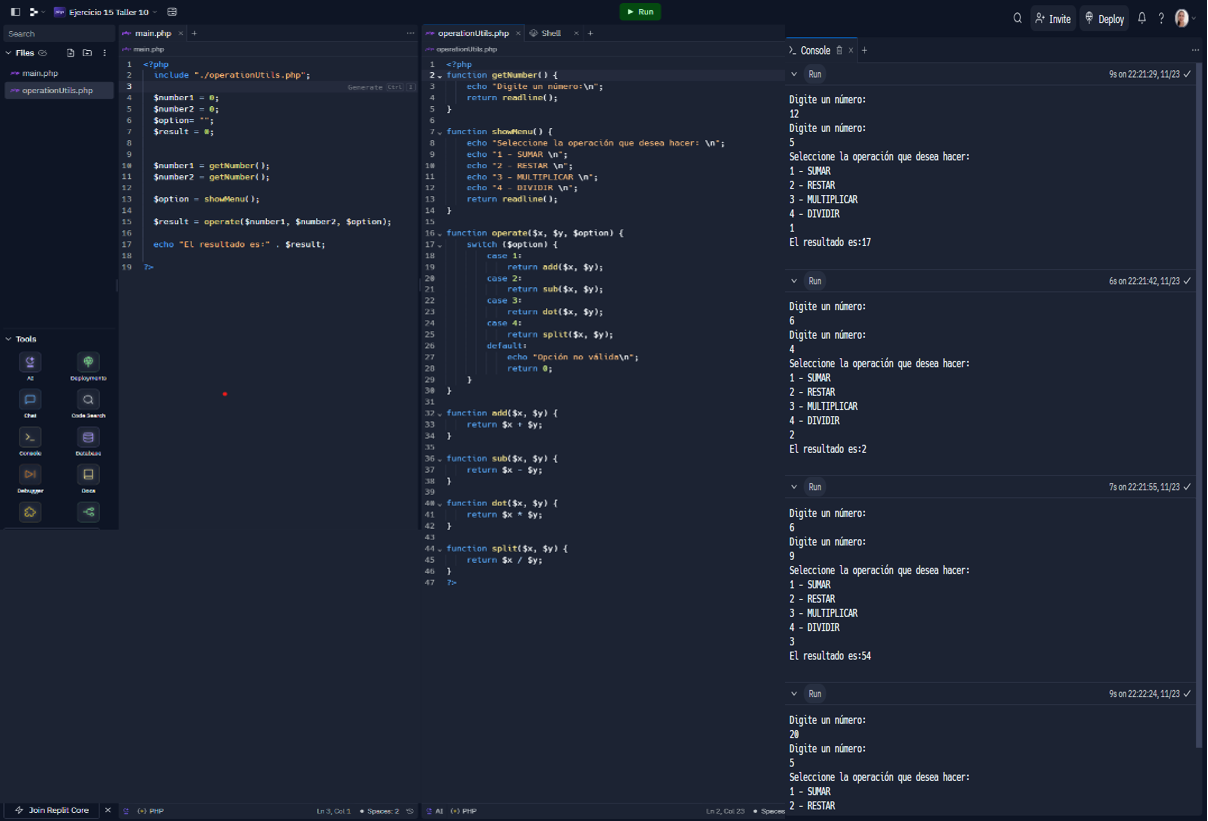 Ejercicio 15 Taller 10
Run
Invite
Deploy
Search
Files
main.php
operationUtils.php
Tools
AI
Deployments
Chat
Code Search
Console
Database
Debugger
Docs
Join Replit Core
main.php
main.php
1 <?php
2 include "./operationUtils.php";
3 Generate Ctrl I
4 $number1 = 0;
5 $number2 = 0;
6 $option= "";
7 $result = 0;
8
9
10 $number1 = getNumber();
11 $number2 = getNumber();
12
13 $option = showMenu();
14
15 $result = operate($number1, $number2, $option);
16
17 echo "El resultado es:" . $result;
18
19 ?>
PHP
Ln 3, Col 1
Spaces: 2
operationUtils.php
Shell
operationUtils.php
1 <?php
2 function getNumber() {
3 echo "Digite un número:\n";
4 return readline();
5 }
6
7 function showMenu() {
8 echo "Seleccione la operación que desea hacer: \n";
9 echo "1 - SUMAR \n";
10 echo "2 - RESTAR \n";
11 echo "3 - MULTIPLICAR \n";
12 echo "4 - DIVIDIR \n";
13 return readline();
14 }
15
16 function operate($x, $y, $option) {
17 switch ($option) {
18 case 1:
19 return add($x, $y);
20 case 2:
21 return sub($x, $y);
22 case 3:
23 return dot($x, $y);
24 case 4:
25 return split($x, $y);
26 default:
27 echo "Opción no válida\n";
28 return 0;
29 }
30 }
31
32 function add($x, $y) {
33 return $x + $y;
34 }
35
36 function sub($x, $y) {
37 return $x - $y;
38 }
39
40 function dot($x, $y) {
41 return $x * $y;
42 }
43
44 function split($x, $y) {
45 return $x / $y;
46 }
47 ?>
AI
PHP
Ln 2, Col 23
Spaces
Console
Run 9s on 22:21:29, 11/23
Digite un número:
12
Digite un número:
5
Seleccione la operación que desea hacer:
1 - SUMAR
2 - RESTAR
3 - MULTIPLICAR
4 - DIVIDIR
1
El resultado es:17
Run 6s on 22:21:42, 11/23
Digite un número:
6
Digite un número:
4
Seleccione la operación que desea hacer:
1 - SUMAR
2 - RESTAR
3 - MULTIPLICAR
4 - DIVIDIR
2
El resultado es:2
Run 7s on 22:21:55, 11/23
Digite un número:
6
Digite un número:
9
Seleccione la operación que desea hacer:
1 - SUMAR
2 - RESTAR
3 - MULTIPLICAR
4 - DIVIDIR
3
El resultado es:54
Run 9s on 22:22:24, 11/23
Digite un número:
20
Digite un número:
5
Seleccione la operación que desea hacer:
1 - SUMAR
2 - RESTAR